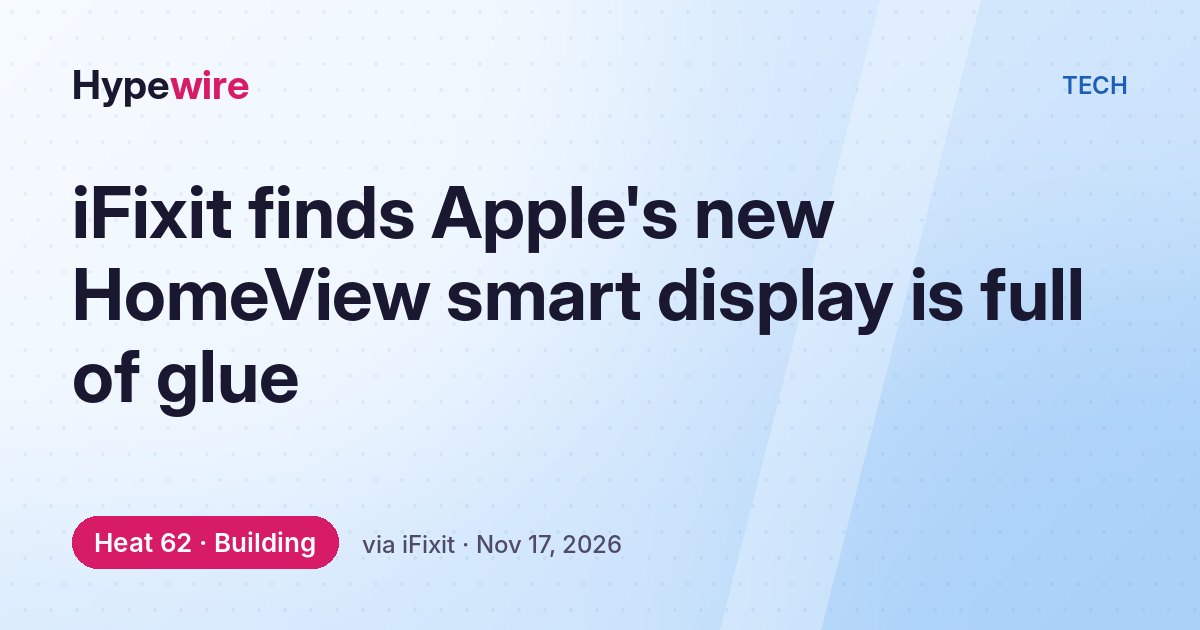 Hypewire
TECH
iFixit finds Apple's new
HomeView smart display is full
of glue
Heat 62 · Building
via iFixit · Nov 17, 2026